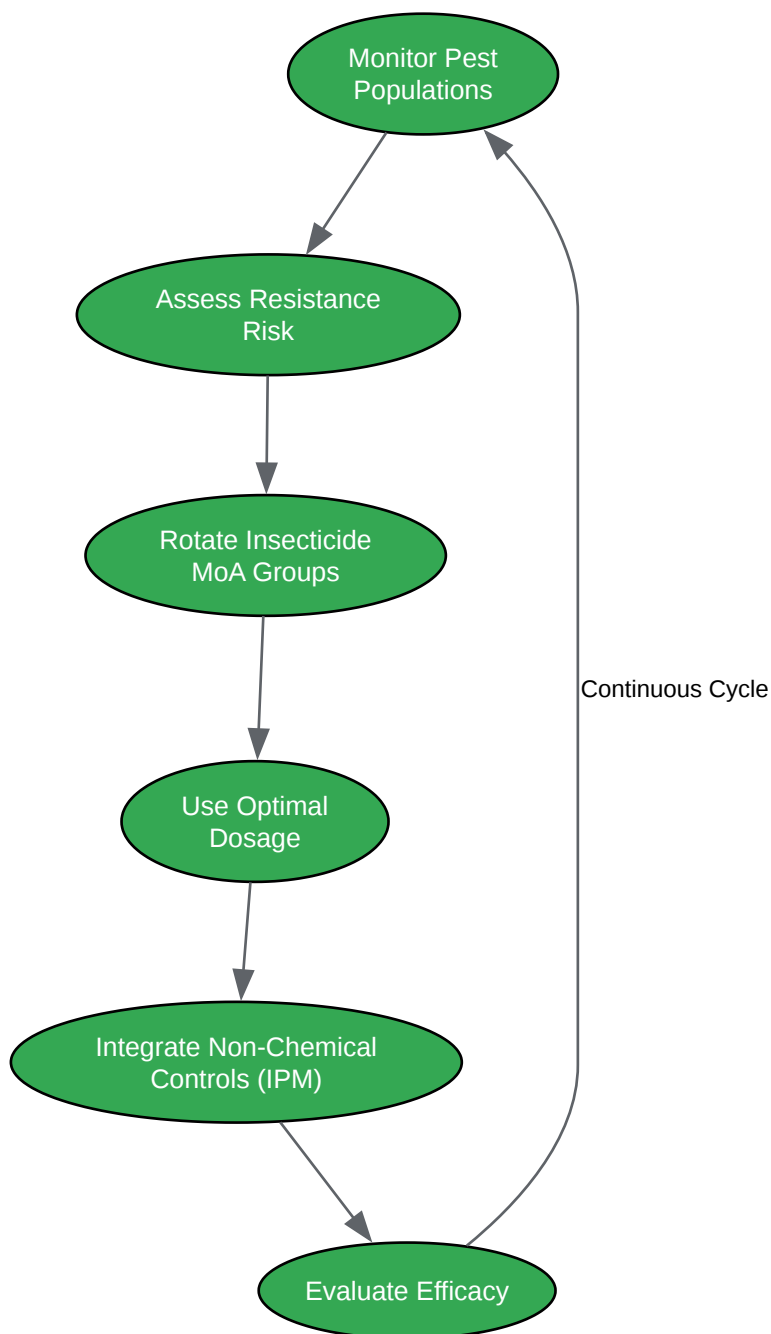 Monitor Pest
Populations
Assess Resistance
Risk
Rotate Insecticide
MoA Groups
Continuous Cycle
Use Optimal
Dosage
Integrate Non-Chemical
Controls (IPM)
Evaluate Efficacy